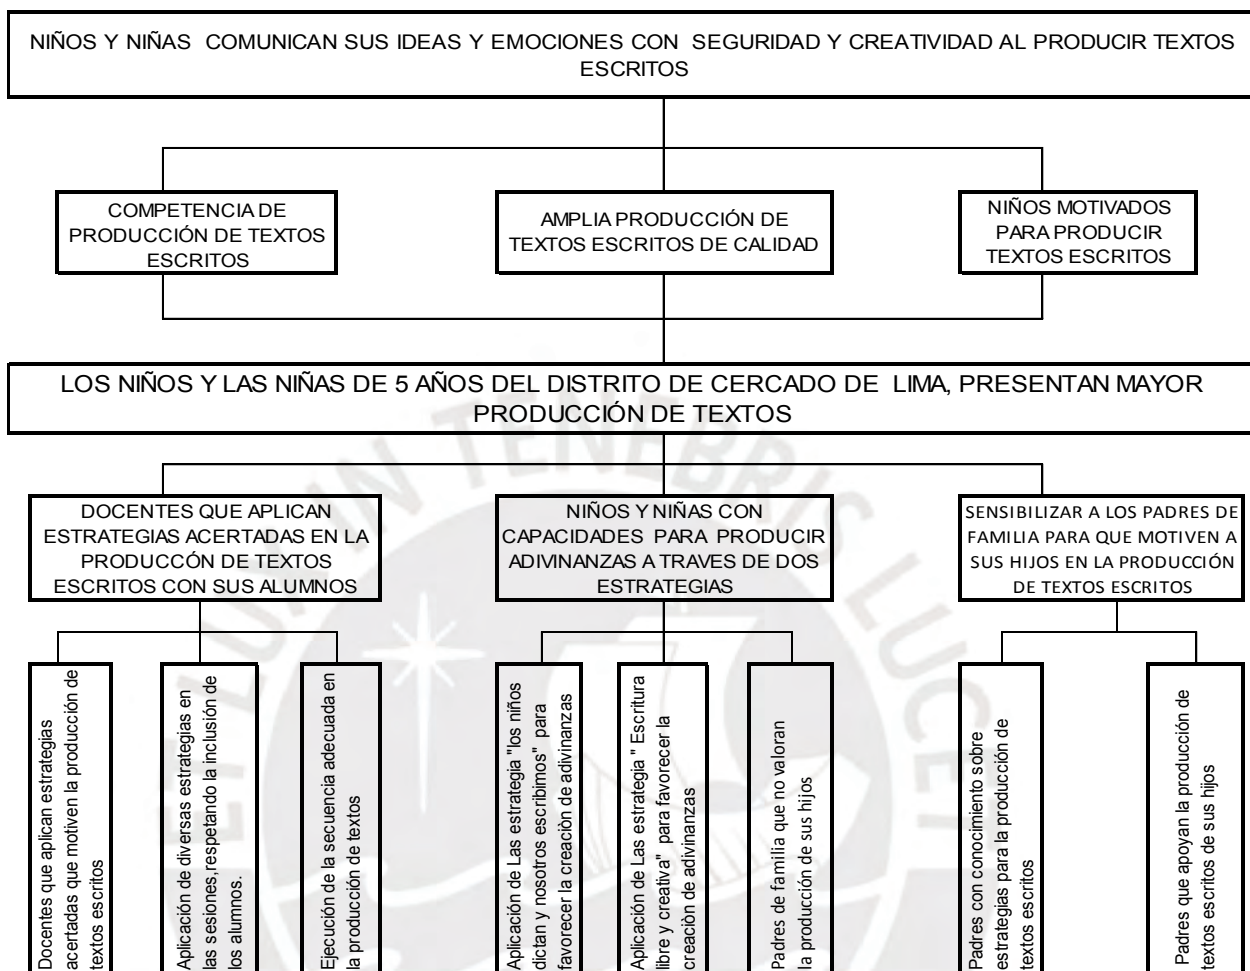 NIÑOS Y NIÑAS COMUNICAN SUS IDEAS Y EMOCIONES CON SEGURIDAD Y CREATIVIDAD AL PRODUCIR TEXTOS
ESCRITOS
COMPETENCIA DE
PRODUCCIÓN DE TEXTOS
ESCRITOS
AMPLIA PRODUCCIÓN DE
TEXTOS ESCRITOS DE CALIDAD
NIÑOS MOTIVADOS
PARA PRODUCIR
TEXTOS ESCRITOS
LOS NIÑOS Y LAS NIÑAS DE 5 AÑOS DEL DISTRITO DE CERCADO DE LIMA, PRESENTAN MAYOR
PRODUCCIÓN DE TEXTOS
DOCENTES QUE APLICAN
ESTRATEGIAS ACERTADAS EN LA
PRODUCCÓN DE TEXTOS
ESCRITOS CON SUS ALUMNOS
NIÑOS Y NIÑAS CON
CAPACIDADES PARA PRODUCIR
ADIVINANZAS A TRAVES DE DOS
ESTRATEGIAS
SENSIBILIZAR A LOS PADRES DE
FAMILIA PARA QUE MOTIVEN A
SUS HIJOS EN LA PRODUCCIÓN
DE TEXTOS ESCRITOS
Docentes que aplican estrategias
acertadas que motiven la producción de
textos escritos
Aplicación de diversas estrategias en
las sesiones,respetando la inclusión de
los alumnos.
Ejecución de la secuencia adecuada en
la producción de textos
Aplicación de Las estrategia "los niños
dictan y nosotros escribimos" para
favorecer la creaciòn de adivinanzas
Aplicación de Las estrategia " Escritura
libre y creativa" para favorecer la
creaciòn de adivinanzas
Padres de familia que no valoran
la producción de sus hijos
Padres con conocimiento sobre
estrategias para la producción de
textos escritos
Padres que apoyan la producción de
textos escritos de sus hijos
ET LUX IN TENEBRIS LUCET